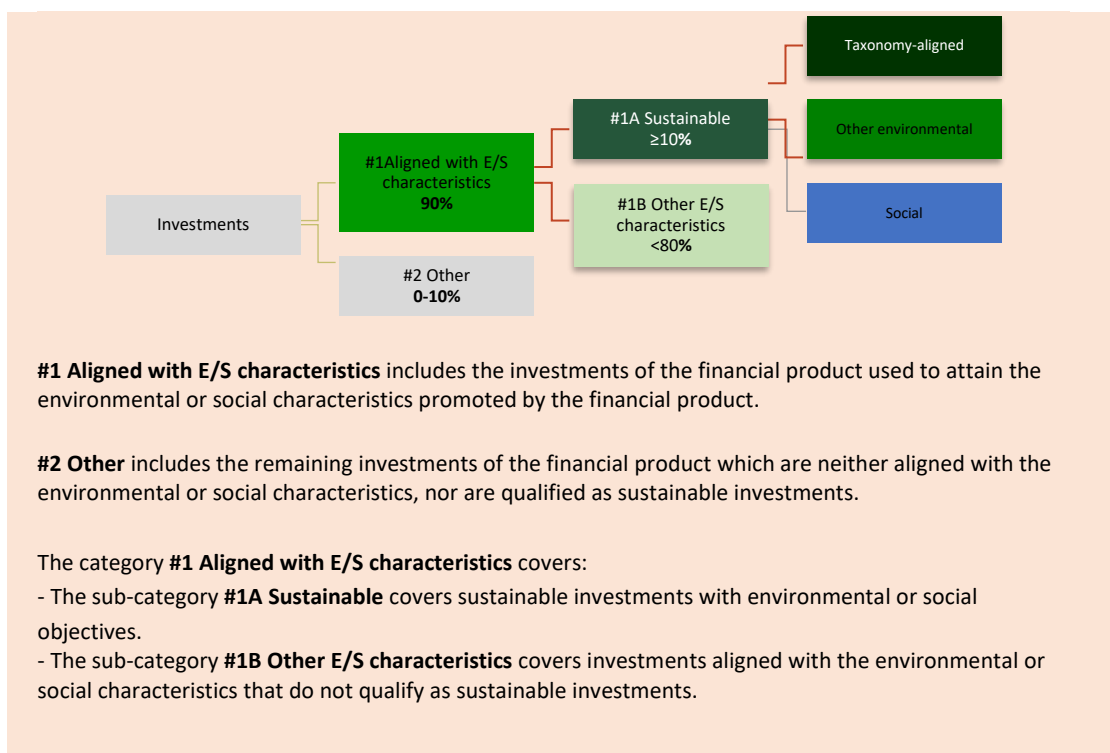 Taxonomy-aligned
#1A Sustainable
≥10%
Other environmental
#1Aligned with E/S
characteristics
90%
#1B Other E/S
characteristics
<80%
Social
Investments
#2 Other
0-10%
#1 Aligned with E/S characteristics includes the investments of the financial product used to attain the
environmental or social characteristics promoted by the financial product.
#2 Other includes the remaining investments of the financial product which are neither aligned with the
environmental or social characteristics, nor are qualified as sustainable investments.
The category #1 Aligned with E/S characteristics covers:
- The sub-category #1A Sustainable covers sustainable investments with environmental or social
objectives.
- The sub-category #1B Other E/S characteristics covers investments aligned with the environmental or
social characteristics that do not qualify as sustainable investments.